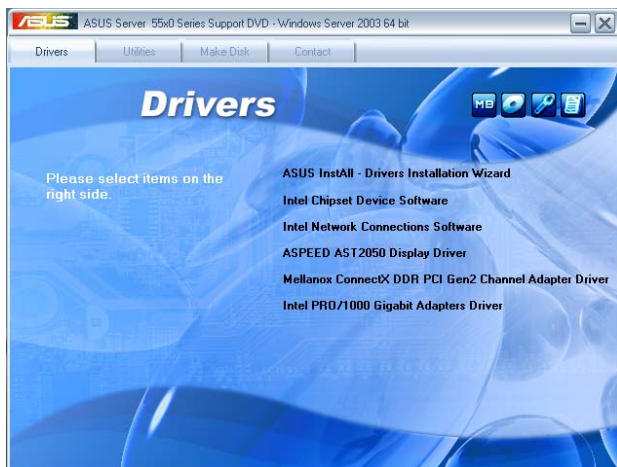 ASUS ASUS Server 55x0 Series Support DVD - Windows Server 2003 64 bit
Drivers Utilities Make Disk Contact
Drivers
MB
Please select items on the
right side.
ASUS InstAll - Drivers Installation Wizard
Intel Chipset Device Software
Intel Network Connections Software
ASPEED AST2050 Display Driver
Mellanox ConnectX DDR PCI Gen2 Channel Adapter Driver
Intel PRO/1000 Gigabit Adapters Driver